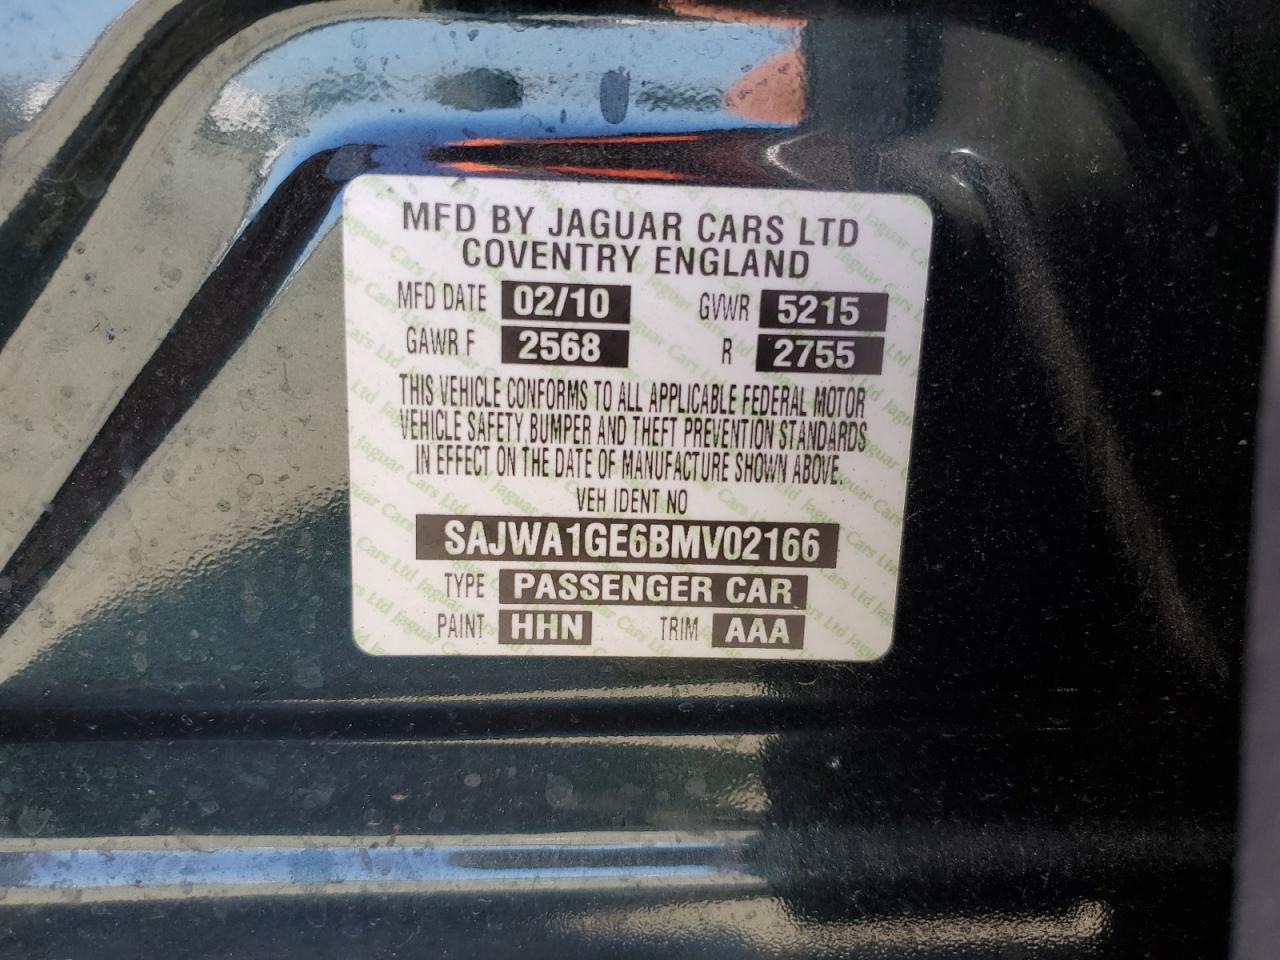 MFD BY JAGUAR CARS LTD
COVENTRY ENGLAND
MFD DATE 02/10 GVWR 5215
GAWR F 2568 R 2755
THIS VEHICLE CONFORMS TO ALL APPLICABLE FEDERAL MOTOR
VEHICLE SAFETY, BUMPER AND THEFT PREVENTION STANDARDS
IN EFFECT ON THE DATE OF MANUFACTURE SHOWN ABOVE.
VEH IDENT NO
SAJWA1GE6BMV02166
TYPE PASSENGER CAR
PAINT HHN TRIM AAA